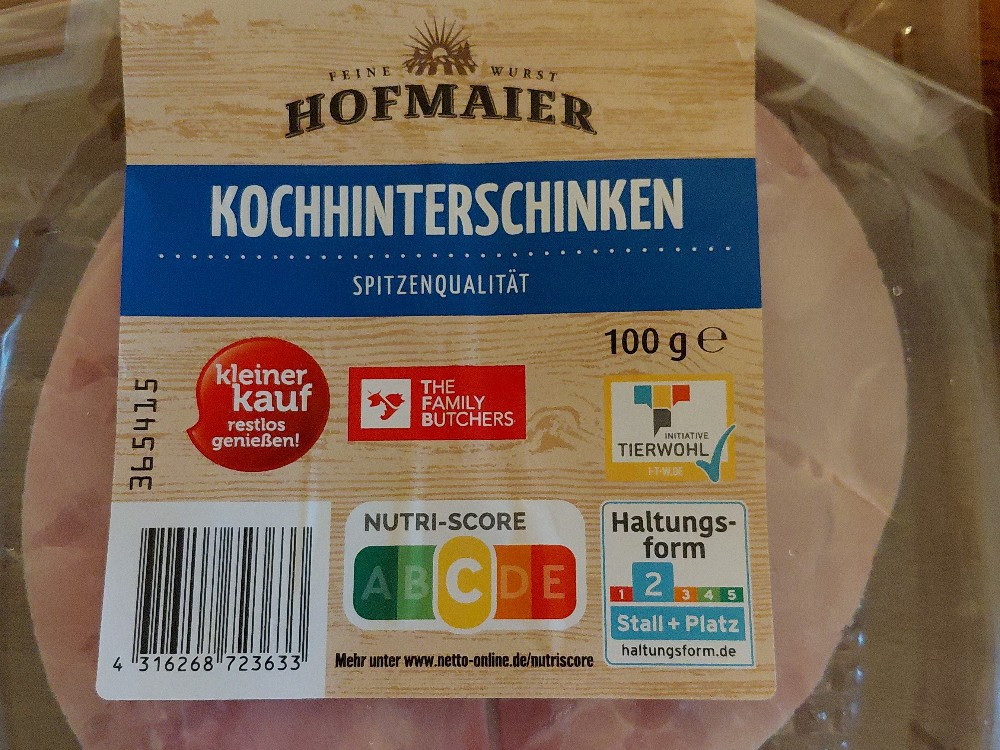 FEINE WURST
HOFMAIER
KOCHHINTERSCHINKEN
SPITZENQUALITÄT
100 g ℮
kleiner
kauf
restlos
genießen!
THE
FAMILY
BUTCHERS
INITIATIVE
TIERWOHL
I-T-W.DE
365415
NUTRI-SCORE
A B C D E
Haltungs-
form
1 2 3 4 5
Stall + Platz
haltungsform.de
4 316268 723633
Mehr unter www.netto-online.de/nutriscore